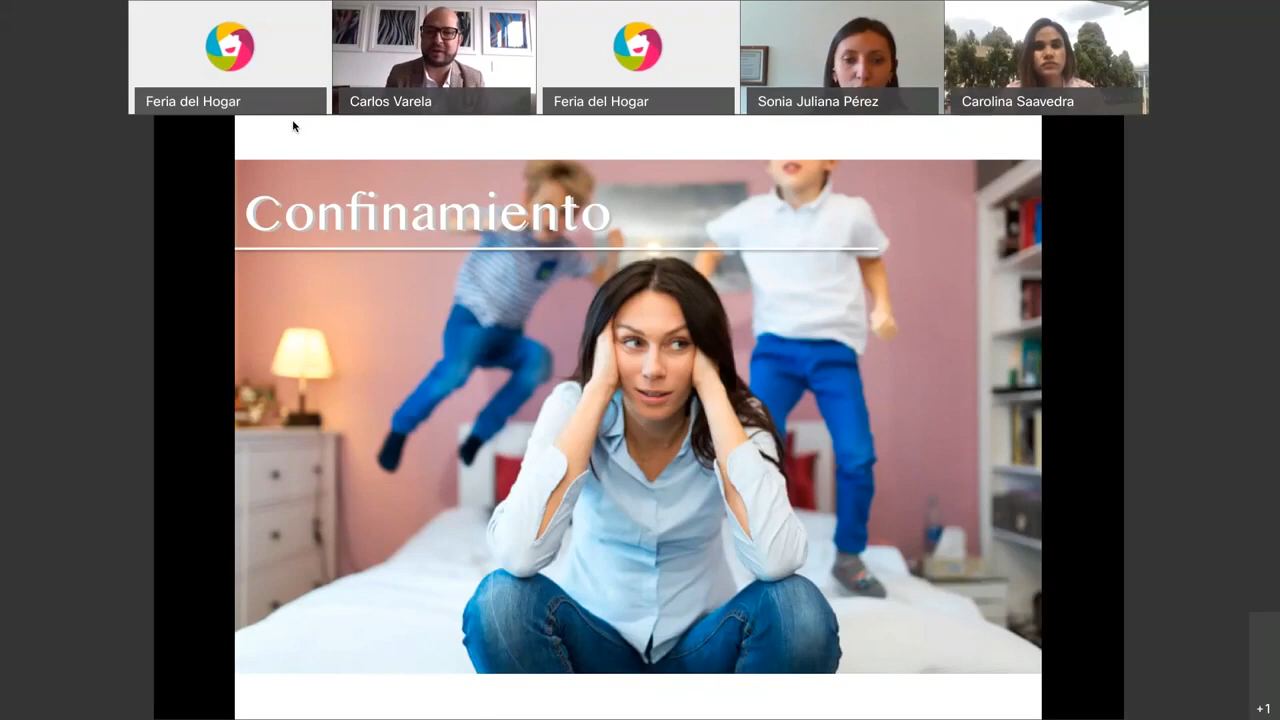 Feria del Hogar
Carlos Varela
Feria del Hogar
Sonia Juliana Pérez
Carolina Saavedra
Confinamiento
+1